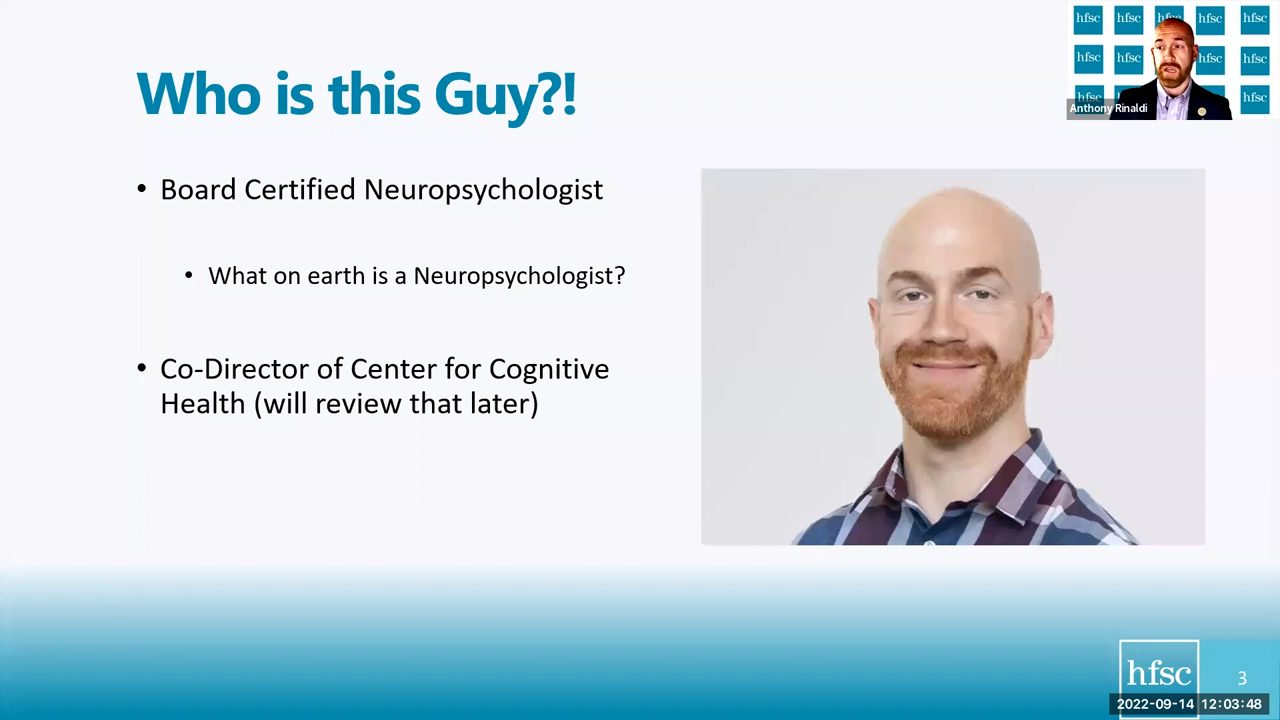 Who is this Guy?!
• Board Certified Neuropsychologist
• What on earth is a Neuropsychologist?
• Co-Director of Center for Cognitive
Health (will review that later)
hfsc hfsc hfsc hfsc hfsc
hfsc hfsc hfsc
hfsc hfsc
Anthony Rinaldi
hfsc
3
2022-09-14 12:03:48